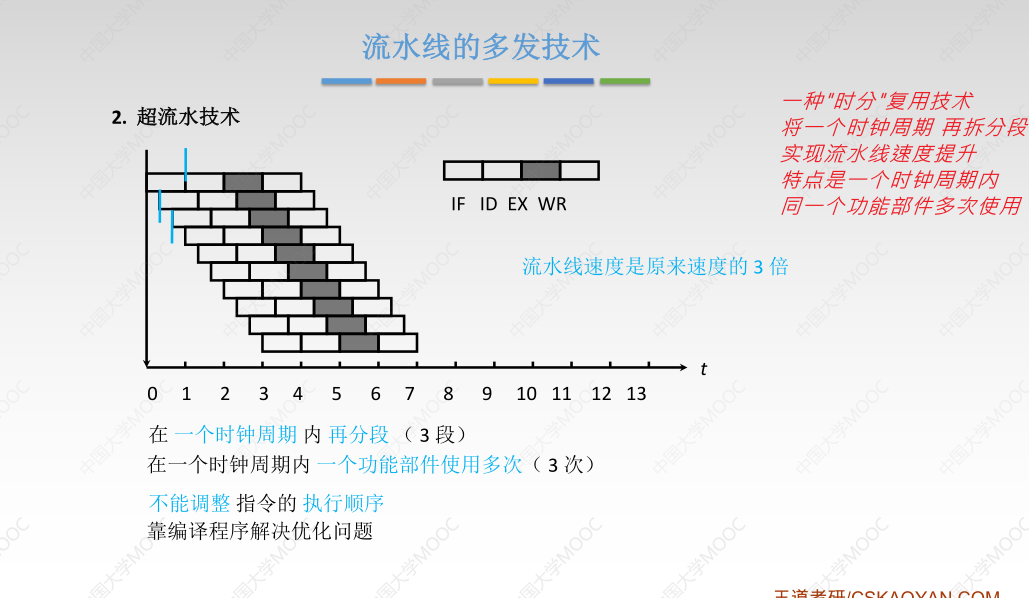 流水线的多发技术
2. 超流水技术
一种"时分"复用技术
将一个时钟周期 再拆分段
实现流水线速度提升
特点是一个时钟周期内
同一个功能部件多次使用
IF ID EX WR
流水线速度是原来速度的 3 倍
t
0 1 2 3 4 5 6 7 8 9 10 11 12 13
在 一个时钟周期 内 再分段 （ 3 段）
在一个时钟周期内 一个功能部件使用多次（ 3 次）
不能调整 指令的 执行顺序
靠编译程序解决优化问题
王道考研/CSKAOYAN.COM
中国大学MOOC